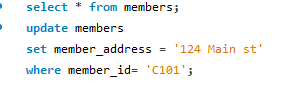 select * from members;
update members
set member_address = '124 Main st'
where member_id= 'C101';